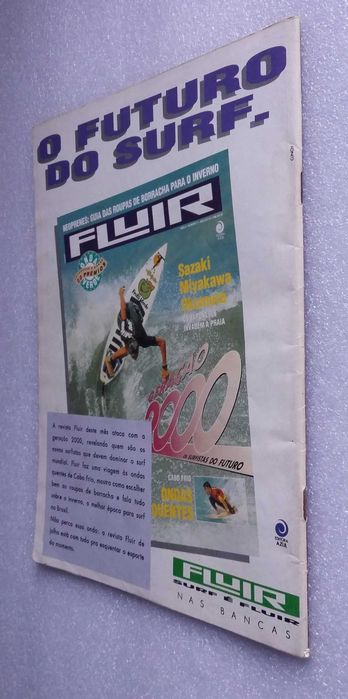 O FUTURO
DO SURF.
NEOPRENES: GUIA DAS ROUPAS DE BORRACHA PARA O INVERNO
FLUIR
Sazaki
Miyakawa
INVADEM A PRAIA
GERAÇÃO
2000
OS SURFISTAS DO FUTURO
CABO FRIO
ONDAS
QUENTES
A revista Fluir deste mês ataca com a
geração 2000, revelando quem são os
novos surfistas que devem dominar o surf
mundial. Fluir faz uma viagem às ondas
quentes de Cabo frio, mostra como escolher
bem as roupas de borracha e fala tudo
sobre o inverno, a melhor época para surf
no Brasil.
Não perca essa onda: a revista Fluir de
julho está com tudo pra esquentar o esporte
do momento.
EDITORA
AZUL
FLUIR
SURF É FLUIR
NAS BANCAS